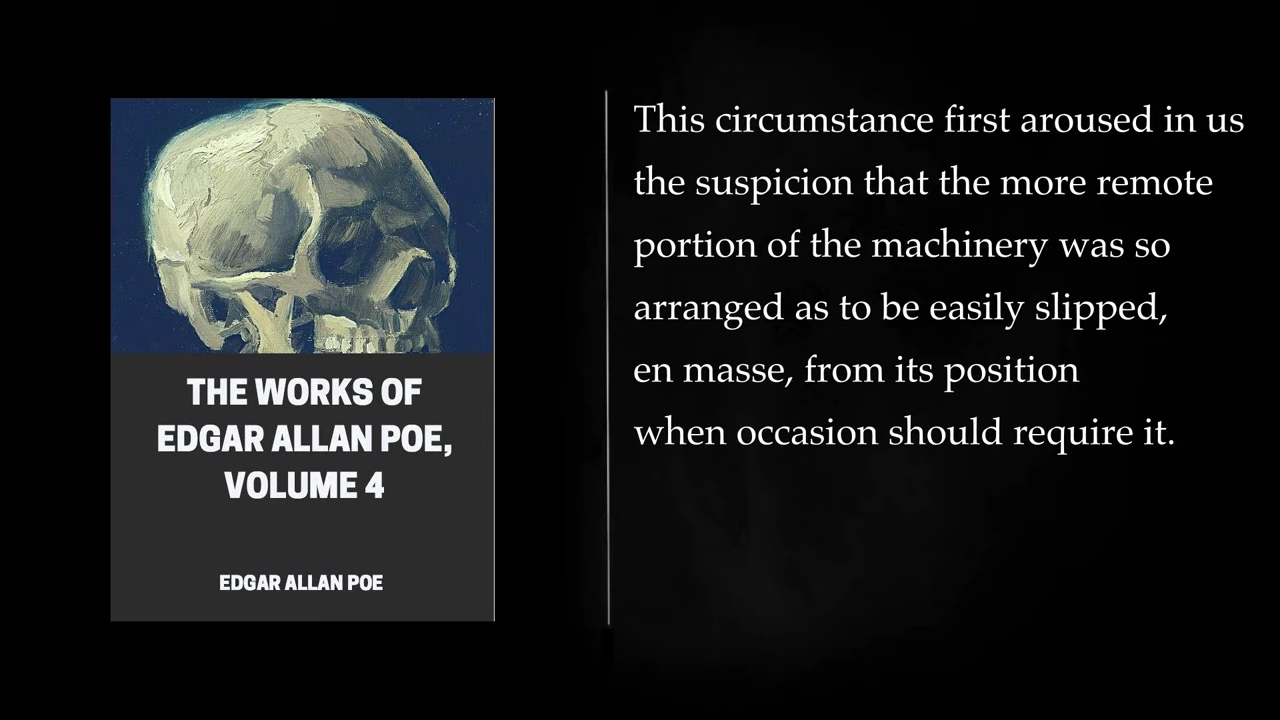 THE WORKS OF
EDGAR ALLAN POE,
VOLUME 4
EDGAR ALLAN POE
This circumstance first aroused in us
the suspicion that the more remote
portion of the machinery was so
arranged as to be easily slipped,
en masse, from its position
when occasion should require it.